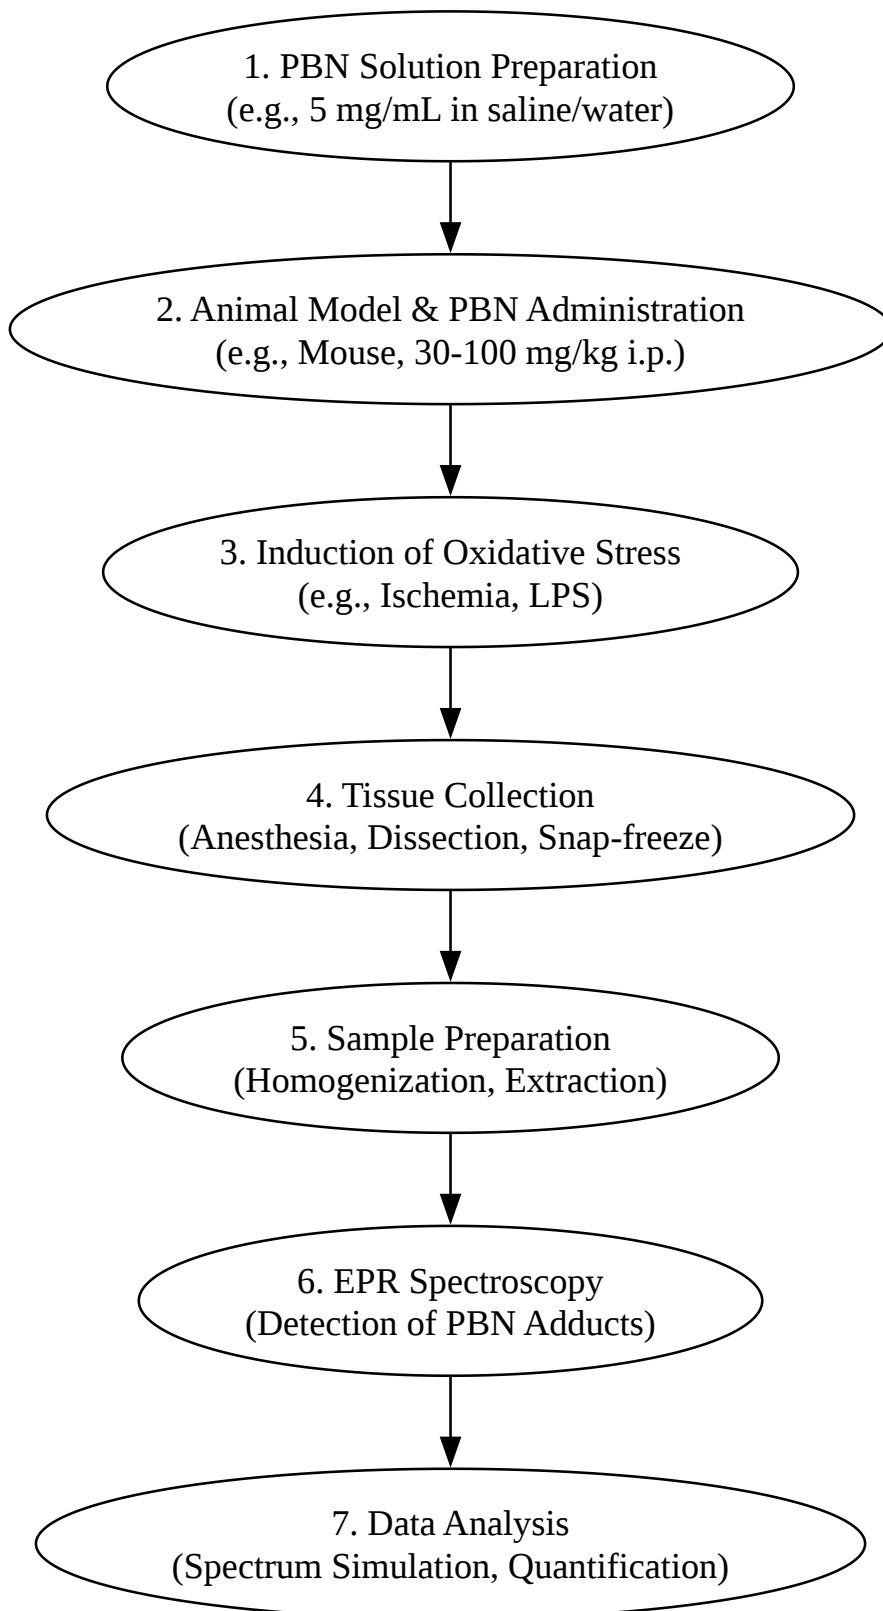 1. PBN Solution Preparation
(e.g., 5 mg/mL in saline/water)
2. Animal Model & PBN Administration
(e.g., Mouse, 30-100 mg/kg i.p.)
3. Induction of Oxidative Stress
(e.g., Ischemia, LPS)
4. Tissue Collection
(Anesthesia, Dissection, Snap-freeze)
5. Sample Preparation
(Homogenization, Extraction)
6. EPR Spectroscopy
(Detection of PBN Adducts)
7. Data Analysis
(Spectrum Simulation, Quantification)